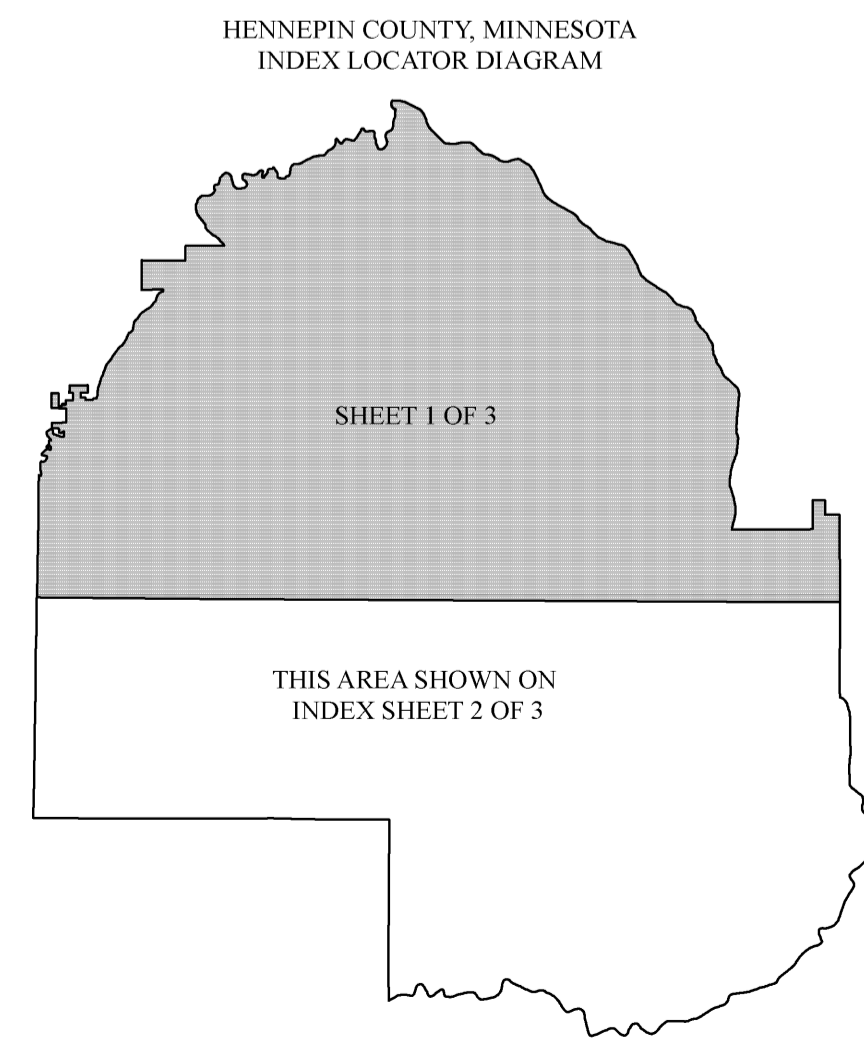 HENNEPIN COUNTY, MINNESOTA
INDEX LOCATOR DIAGRAM
SHEET 1 OF 3
THIS AREA SHOWN ON
INDEX SHEET 2 OF 3